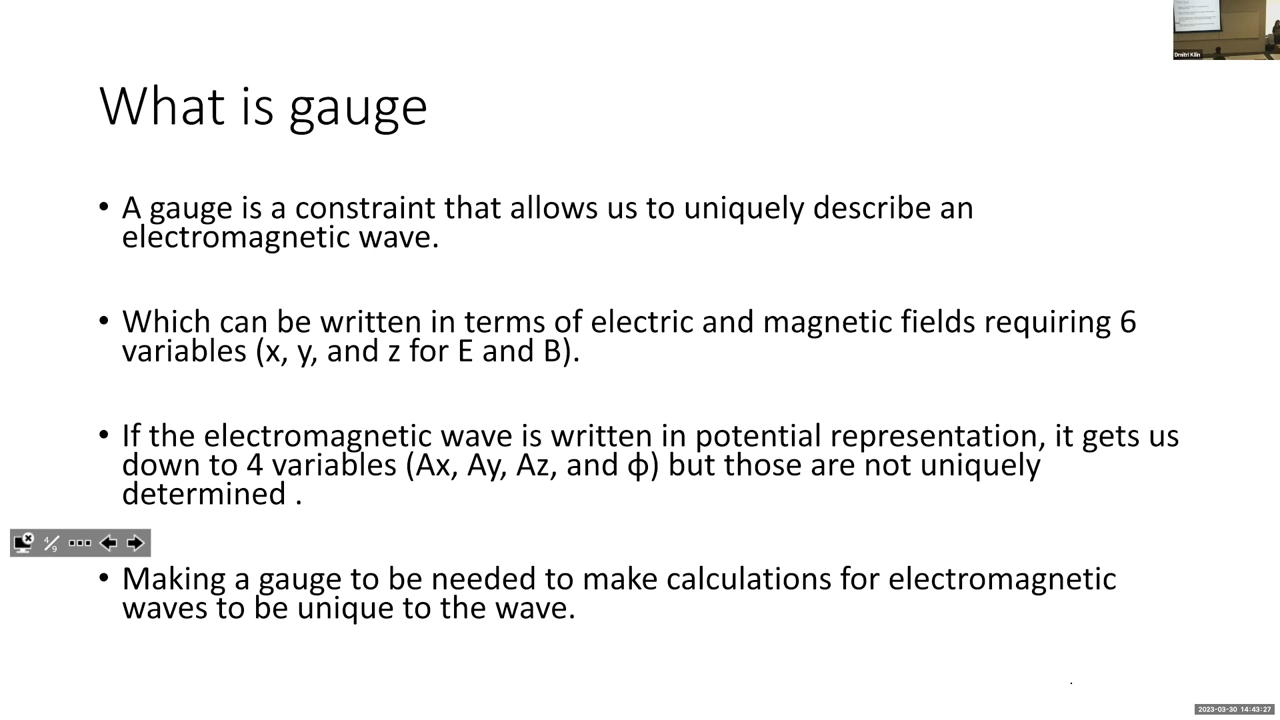 Dmitri Klin
What is gauge
• A gauge is a constraint that allows us to uniquely describe an
electromagnetic wave.
• Which can be written in terms of electric and magnetic fields requiring 6
variables (x, y, and z for E and B).
• If the electromagnetic wave is written in potential representation, it gets us
down to 4 variables (Ax, Ay, Az, and ϕ) but those are not uniquely
determined .
4/9
• Making a gauge to be needed to make calculations for electromagnetic
waves to be unique to the wave.
.
2023-03-30 14:43:27